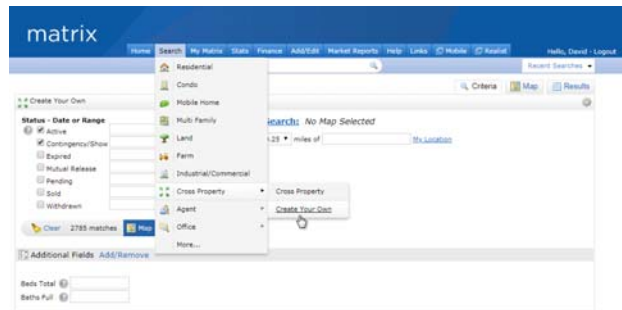 matrix
Home Search My Matrix Stats Finance Add/Edit Market Reports Help Links Mobile Realist Hello, David - Logout
Recent Searches
Criteria Map Results
Create Your Own
Residential
Condo
Mobile Home
Multi Family
Land
Farm
Industrial/Commercial
Cross Property
Agent
Office
More...
Cross Property
Create Your Own
Status - Date or Range
Active
Contingency/Show
Expired
Mutual Release
Pending
Sold
Withdrawn
Search: No Map Selected
.25 miles of My Location
Clear 2785 matches Map
Additional Fields Add/Remove
Beds Total
Baths Full